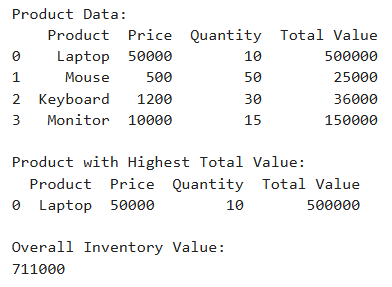 Product Data:
Product Price Quantity Total Value
0 Laptop 50000 10 500000
1 Mouse 500 50 25000
2 Keyboard 1200 30 36000
3 Monitor 10000 15 150000
Product with Highest Total Value:
Product Price Quantity Total Value
0 Laptop 50000 10 500000
Overall Inventory Value:
711000